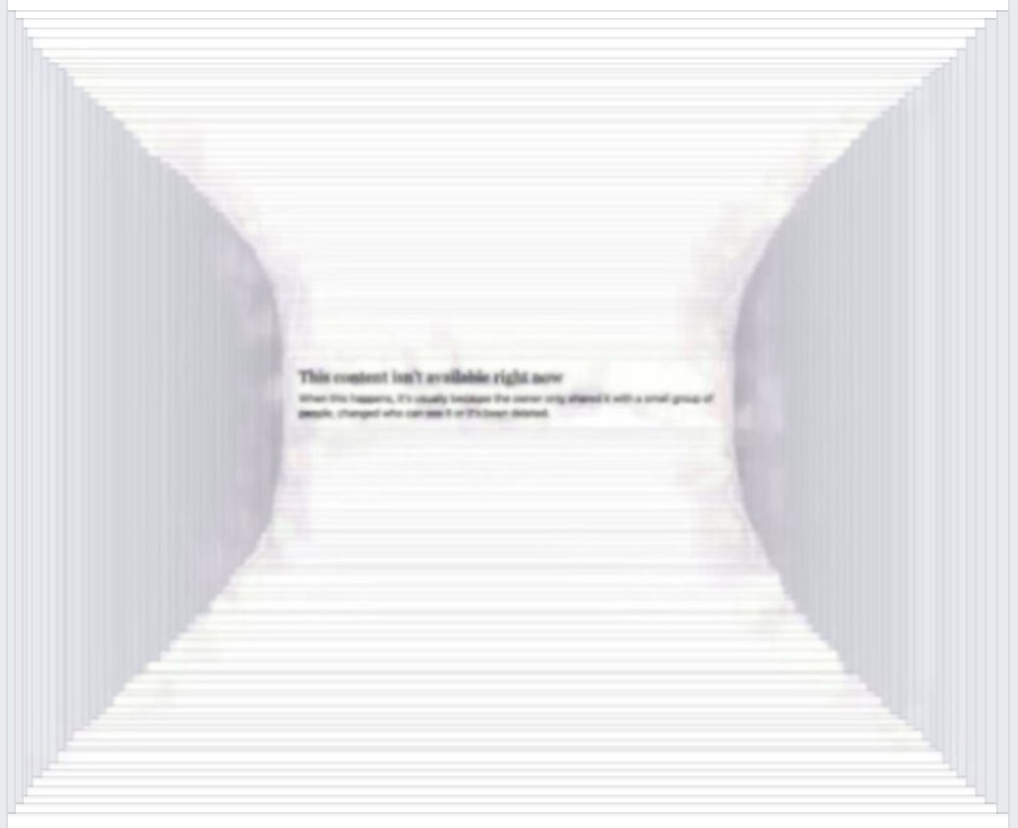 This content isn't available right now
When this happens, it's usually because the owner only shared it with a small group of
people, changed who can see it or it's been deleted.